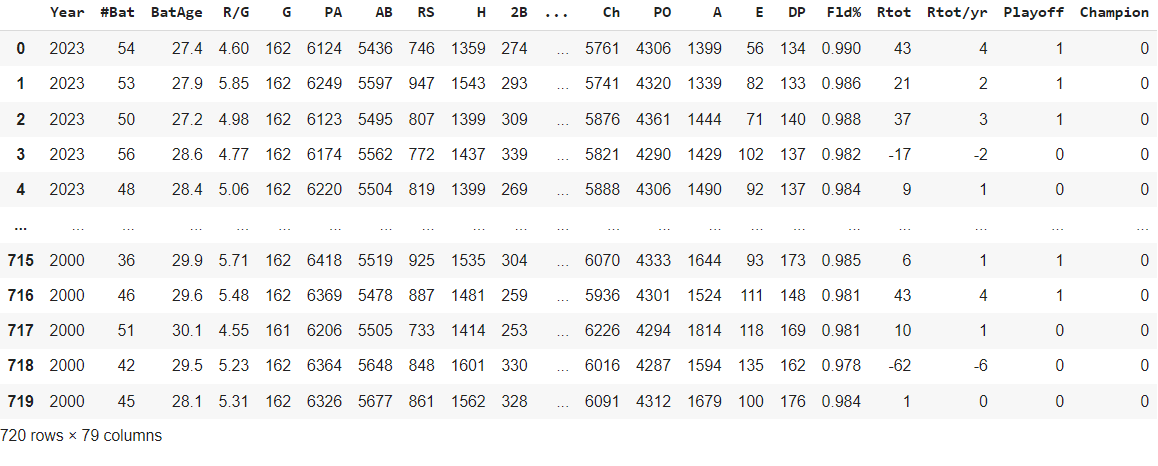 Year #Bat BatAge R/G G PA AB RS H 2B ... Ch PO A E DP Fld% Rtot Rtot/yr Playoff Champion
0 2023 54 27.4 4.60 162 6124 5436 746 1359 274 ... 5761 4306 1399 56 134 0.990 43 4 1 0
1 2023 53 27.9 5.85 162 6249 5597 947 1543 293 ... 5741 4320 1339 82 133 0.986 21 2 1 0
2 2023 50 27.2 4.98 162 6123 5495 807 1399 309 ... 5876 4361 1444 71 140 0.988 37 3 1 0
3 2023 56 28.6 4.77 162 6174 5562 772 1437 339 ... 5821 4290 1429 102 137 0.982 -17 -2 0 0
4 2023 48 28.4 5.06 162 6220 5504 819 1399 269 ... 5888 4306 1490 92 137 0.984 9 1 0 0
... ... ... ... ... ... ... ... ... ... ... ... ... ... ... ... ... ... ... ... ... ...
715 2000 36 29.9 5.71 162 6418 5519 925 1535 304 ... 6070 4333 1644 93 173 0.985 6 1 1 0
716 2000 46 29.6 5.48 162 6369 5478 887 1481 259 ... 5936 4301 1524 111 148 0.981 43 4 1 0
717 2000 51 30.1 4.55 161 6206 5505 733 1414 253 ... 6226 4294 1814 118 169 0.981 10 1 0 0
718 2000 42 29.5 5.23 162 6364 5648 848 1601 330 ... 6016 4287 1594 135 162 0.978 -62 -6 0 0
719 2000 45 28.1 5.31 162 6326 5677 861 1562 328 ... 6091 4312 1679 100 176 0.984 1 0 0 0
720 rows × 79 columns